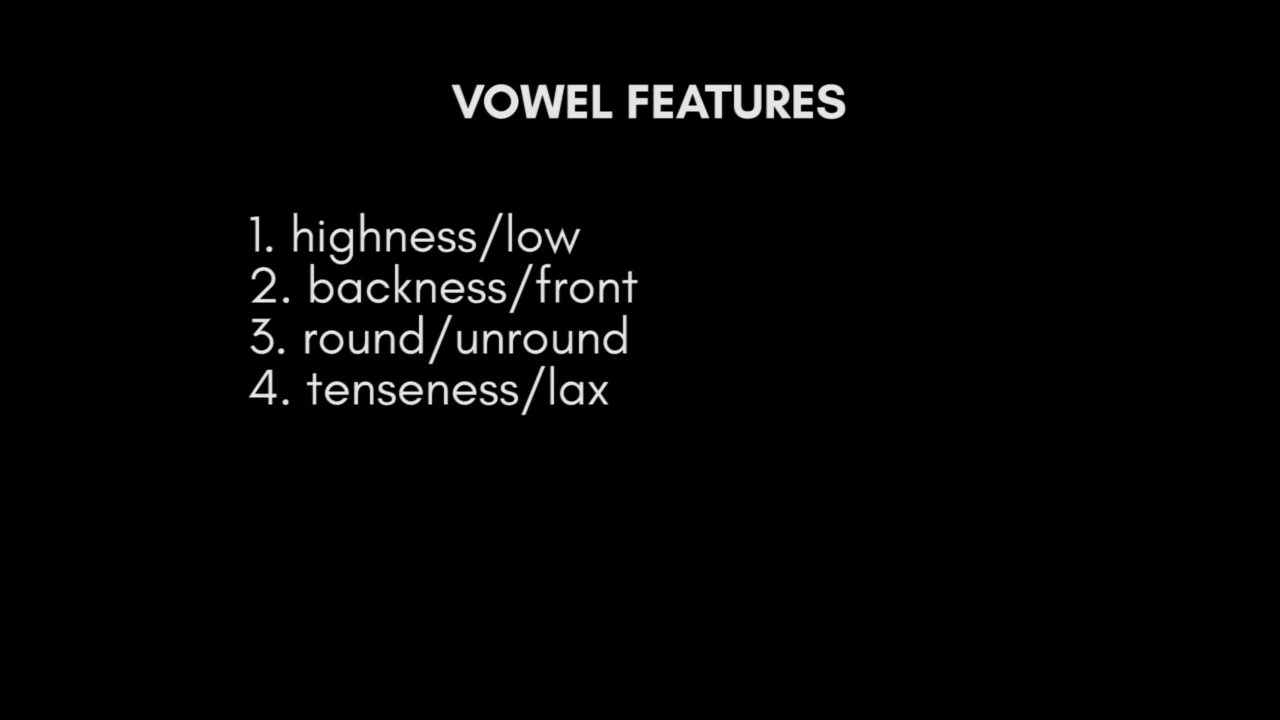 VOWEL FEATURES
1. highness/low
2. backness/front
3. round/unround
4. tenseness/lax